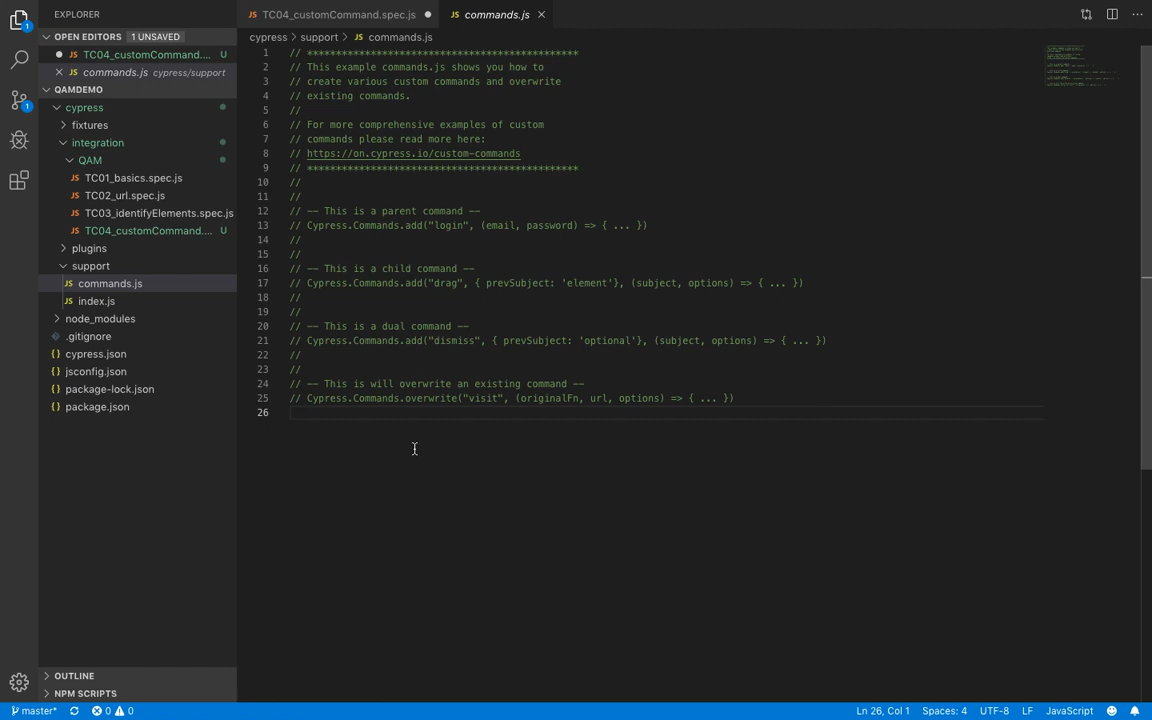 EXPLORER
OPEN EDITORS 1 UNSAVED
JS TC04_customCommand.... U
JS commands.js cypress/support
QAMDEMO
cypress
fixtures
integration
QAM
JS TC01_basics.spec.js
JS TC02_url.spec.js
JS TC03_identifyElements.spec.js
JS TC04_customCommand.... U
plugins
support
JS commands.js
JS index.js
node_modules
.gitignore
{} cypress.json
{} jsconfig.json
{} package-lock.json
{} package.json
OUTLINE
NPM SCRIPTS
1
1
JS TC04_customCommand.spec.js
JS commands.js
cypress > support > JS commands.js
1 // ***********************************************
2 // This example commands.js shows you how to
3 // create various custom commands and overwrite
4 // existing commands.
5 //
6 // For more comprehensive examples of custom
7 // commands please read more here:
8 // https://on.cypress.io/custom-commands
9 // ***********************************************
10 //
11 //
12 // -- This is a parent command --
13 // Cypress.Commands.add("login", (email, password) => { ... })
14 //
15 //
16 // -- This is a child command --
17 // Cypress.Commands.add("drag", { prevSubject: 'element'}, (subject, options) => { ... })
18 //
19 //
20 // -- This is a dual command --
21 // Cypress.Commands.add("dismiss", { prevSubject: 'optional'}, (subject, options) => { ... })
22 //
23 //
24 // -- This is will overwrite an existing command --
25 // Cypress.Commands.overwrite("visit", (originalFn, url, options) => { ... })
26
master* 0 0 Ln 26, Col 1 Spaces: 4 UTF-8 LF JavaScript